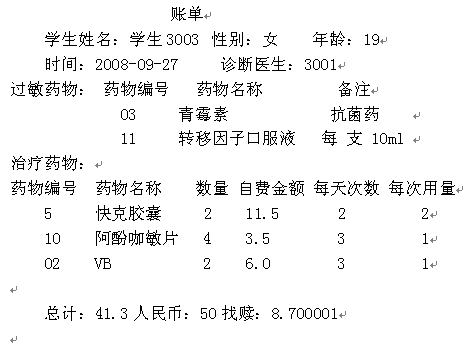 账单
学生姓名：学生3003 性别：女 年龄：19
时间：2008-09-27 诊断医生：3001
过敏药物： 药物编号 药物名称 备注
03 青霉素 抗菌药
11 转移因子口服液 每 支 10ml
治疗药物：
药物编号 药物名称 数量 自费金额 每天次数 每次用量
5 快克胶囊 2 11.5 2 2
10 阿酚咖敏片 4 3.5 3 1
02 VB 2 6.0 3 1
总计：41.3 人民币：50 找赎：8.700001